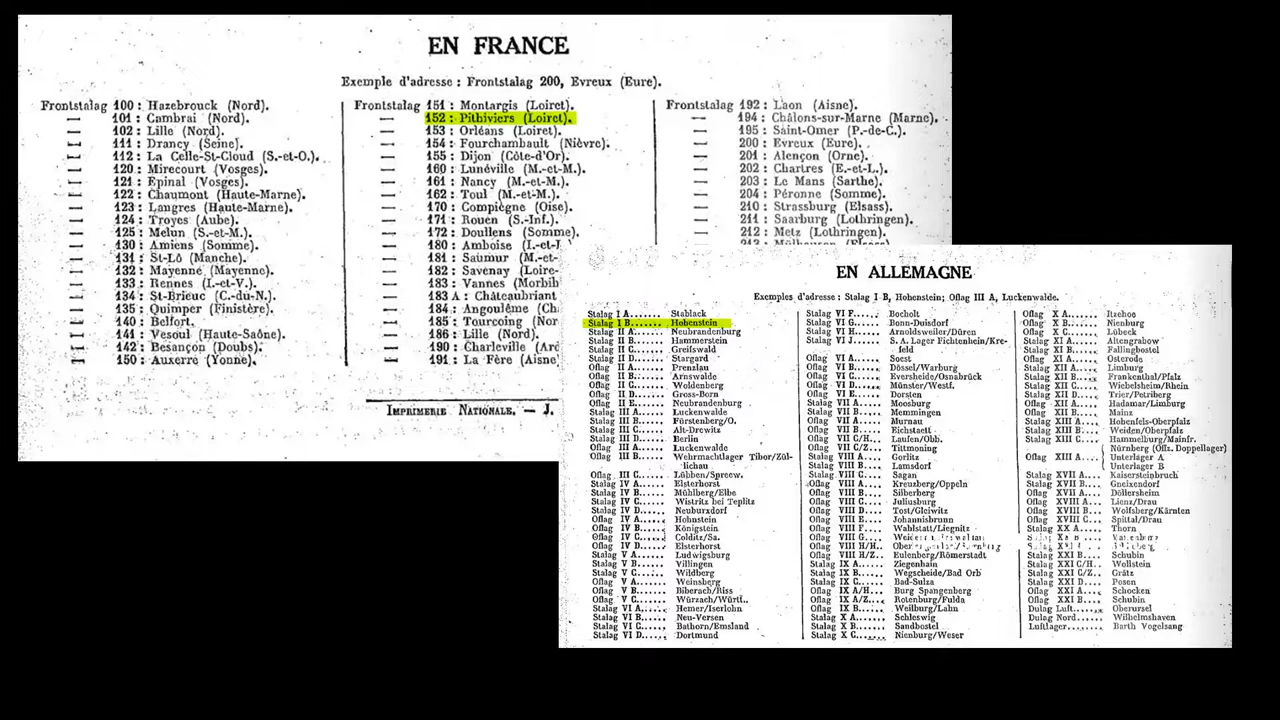 EN FRANCE
Exemple d'adresse : Frontstalag 200, Evreux (Eure).
Frontstalag 100 : Hazebrouck (Nord).
— 101 : Cambrai (Nord).
— 102 : Lille (Nord).
— 111 : Drancy (Seine).
— 112 : La Celle-St-Cloud (S.-et-O.).
— 120 : Mirecourt (Vosges).
— 121 : Epinal (Vosges).
— 122 : Chaumont (Haute-Marne).
— 123 : Langres (Haute-Marne).
— 124 : Troyes (Aube).
— 125 : Melun (S.-et-M.).
— 130 : Amiens (Somme).
— 131 : St-Lô (Manche).
— 132 : Mayenne (Mayenne).
— 133 : Rennes (I.-et-V.).
— 134 : St-Brieuc (C.-du-N.).
— 135 : Quimper (Finistère).
— 140 : Belfort.
— 141 : Vesoul (Haute-Saône).
— 142 : Besançon (Doubs).
— 150 : Auxerre (Yonne).
Frontstalag 151 : Montargis (Loiret).
— 152 : Pithiviers (Loiret).
— 153 : Orléans (Loiret).
— 154 : Fourchambault (Nièvre).
— 155 : Dijon (Côte-d'Or).
— 160 : Lunéville (M.-et-M.).
— 161 : Nancy (M.-et-M.).
— 162 : Toul (M.-et-M.).
— 170 : Compiègne (Oise).
— 171 : Rouen (S.-Inf.).
— 172 : Doullens (Somme).
— 180 : Amboise (I.-et-
— 181 : Saumur (M.-et-
— 182 : Savenay (Loire-
— 183 : Vannes (Morbih
— 183 A : Châteaubriant
— 184 : Angoulême (Ch
— 185 : Tourcoing (Nor
— 186 : Lille (Nord).
— 190 : Charleville (Ar
— 191 : La Fère (Aisne)
Frontstalag 192 : Laon (Aisne).
— 194 : Châlons-sur-Marne (Marne).
— 195 : Saint-Omer (P.-de-C.).
— 200 : Evreux (Eure).
— 201 : Alençon (Orne).
— 202 : Chartres (E.-et-L.).
— 203 : Le Mans (Sarthe).
— 204 : Péronne (Somme).
— 210 : Strassburg (Elsass).
— 211 : Saarburg (Lothringen).
— 212 : Metz (Lothringen).
IMPRIMERIE NATIONALE. — J.
EN ALLEMAGNE
Exemples d'adresse : Stalag I B, Hohenstein; Oflag III A, Luckenwalde.
Stalag I A...... Stablack
Stalag I B....... Hohenstein
Stalag II A...... Neubrandenburg
Stalag II B...... Hammerstein
Stalag II C...... Greifswald
Stalag II D...... Stargard
Oflag II A...... Prenzlau
Oflag II B...... Arnswalde
Oflag II C...... Woldenberg
Oflag II D...... Gross-Born
Oflag II E...... Neubrandenburg
Stalag III A...... Luckenwalde
Stalag III B...... Fürstenberg/O.
Stalag III C...... Alt-Drewitz
Stalag III D...... Berlin
Oflag III A...... Luckenwalde
Oflag III B...... Wehrmachtlager Tibor/Zül-
lichau
Oflag III C...... Lübben/Spreew.
Stalag IV A...... Elsterhorst
Stalag IV B...... Mühlberg/Elbe
Stalag IV C...... Wistritz bei Teplitz
Stalag IV D...... Neuburxdorf
Oflag IV A...... Hohnstein
Oflag IV B...... Königstein
Oflag IV C...... Colditz/Sa.
Oflag IV D...... Elsterhorst
Stalag V A...... Ludwigsburg
Stalag V B...... Villingen
Stalag V C...... Wildberg
Oflag V A...... Weinsberg
Oflag V B...... Biberach/Riss
Oflag V C...... Würzach/Württ.
Stalag VI A...... Hemer/Iserlohn
Stalag VI B...... Neu-Versen
Stalag VI C...... Bathorn/Emsland
Stalag VI D...... Dortmund
Stalag VI F..... Bocholt
Stalag VI G..... Bonn-Duisdorf
Stalag VI H..... Arnoldsweiler/Düren
Stalag VI J..... S. A. Lager Fichtenhein/Kre-
feld
Oflag VI A..... Soest
Oflag VI B..... Dössel/Warburg
Oflag VI C..... Eversheide/Osnabrück
Oflag VI D..... Münster/Westf.
Oflag VI E..... Dorsten
Stalag VII A..... Moosburg
Stalag VII B..... Memmingen
Oflag VII A..... Murnau
Oflag VII B..... Eichstaett
Oflag VII C/H.. Laufen/Obb.
Oflag VII C/Z.. Tittmoning
Stalag VIII A.... Gorlitz
Stalag VIII B.... Lamsdorf
Stalag VIII C.... Sagan
Oflag VIII A.... Kreuzberg/Oppeln
Oflag VIII B.... Silberberg
Oflag VIII C.... Juliusburg
Oflag VIII D.... Tost/Gleiwitz
Oflag VIII E.... Johannisbrunn
Oflag VIII F.... Wahlstatt/Liegnitz
Oflag VIII G....
Oflag VIII H/H..
Oflag VIII H/Z.. Eulenberg/Römerstadt
Stalag IX A..... Ziegenhain
Stalag IX B..... Wegscheide/Bad Orb
Stalag IX C..... Bad-Sulza
Oflag IX A/H... Burg Spangenberg
Oflag IX A/Z... Rotenburg/Fulda
Oflag IX B..... Weilburg/Lahn
Stalag X A..... Schleswig
Stalag X B..... Sandbostel
Stalag X C..... Nienburg/Weser
Oflag X A..... Itzehoe
Oflag X B..... Nienburg
Oflag X C..... Lübeck
Stalag XI A.... Altengrabow
Stalag XI B.... Fallingbostel
Oflag XI A.... Osterode
Stalag XII A.... Limburg
Stalag XII B.... Frankenthal/Pfalz
Stalag XII C.... Wiebelsheim/Rhein
Stalag XII D.... Trier/Petriberg
Oflag XII A.... Hadamar/Limburg
Oflag XII B.... Mainz
Stalag XIII A.... Hohenfels-Oberpfalz
Stalag XIII B.... Weiden/Oberpfalz
Stalag XIII C.... Hammelburg/Mainfr.
Oflag XIII A.... Nürnberg (Offz. Doppellager)
Unterlager A
Unterlager B
Stalag XVII A.... Kaisersteinbruch
Stalag XVII B.... Gneixendorf
Oflag XVII A.... Döllersheim
Stalag XVIII A.... Lienz/Drau
Oflag XVIII B.... Wolfsberg/Kärnten
Oflag XVIII C.... Spittal/Drau
Stalag XX A.... Thorn
Stalag XXI B.... Schubin
Stalag XXI C/H.. Wollstein
Stalag XXI C/Z.. Grätz
Stalag XXI D.... Posen
Oflag XXI A.... Schocken
Oflag XXI B.... Schubin
Dulag Luft....... Oberursel
Dulag Nord...... Wilhelmshaven
Luftlager........ Barth Vogelsang